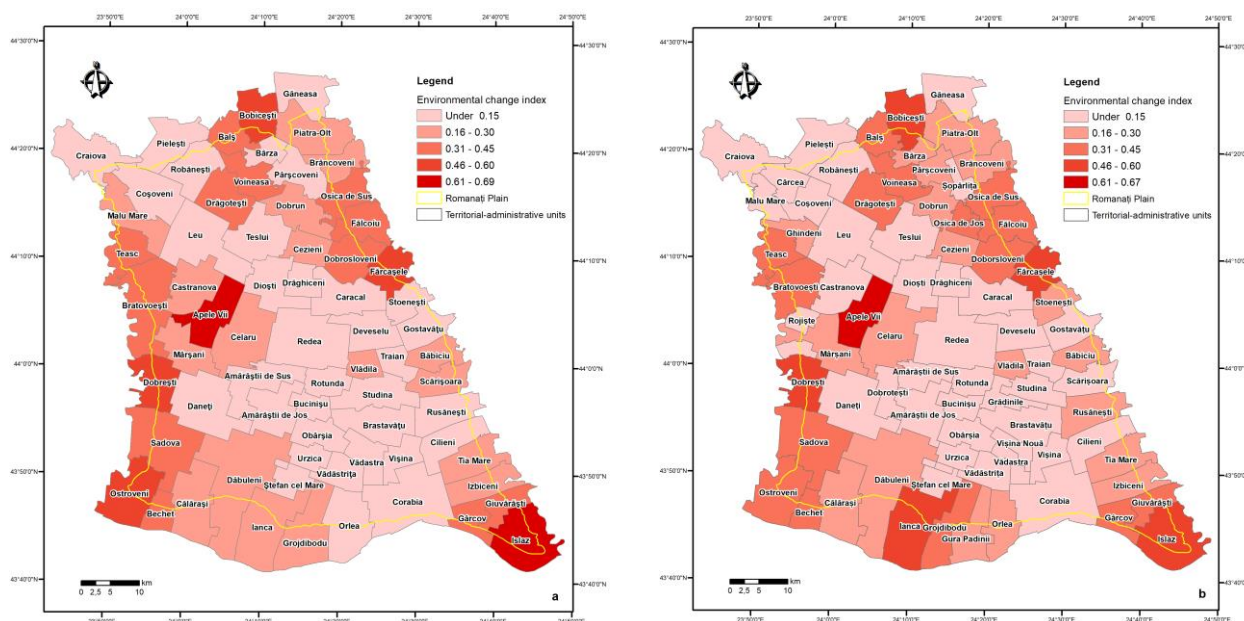 44°30'0"N
44°20'0"N
44°10'0"N
44°0'0"N
43°50'0"N
43°40'0"N
Legend
Environmental change index
Under 0.15
0.16 - 0.30
0.31 - 0.45
0.46 - 0.60
0.61 - 0.69
Romanați Plain
Territorial-administrative units
Găneasa
Bobicești
Piatra-Olt
Balș
Pielești
Bârza
Craiova
Brâncoveni
Robănești
Pârșcoveni
Voineasa
Coșoveni
Drăgotești
Osica de Sus
Dobrun
Malu Mare
Fălcoiu
Leu
Teslui
Teasc
Cezieni
Dobrosloveni
Fărcașele
Dioști
Drăghiceni
Castranova
Caracal
Stoenești
Bratovoești
Apele Vii
Gostavățu
Deveselu
Celaru
Redea
Mârșani
Traian
Băbiciu
Vlădila
Amărăștii de Sus
Scărișoara
Dobrești
Rotunda
Studina
Daneți
Bucinișu
Rusănești
Amărăștii de Jos
Brastavățu
Obârșia
Cilieni
Sadova
Urzica
Vișina
Vădastra
Tia Mare
Vădăstrița
Dăbuleni
Ștefan cel Mare
Izbiceni
Ostroveni
Călărași
Corabia
Giuvărăști
Bechet
Gârcov
Ianca
Orlea
Islaz
Grojdibodu
km
0 2,5 5 10
a
44°30'0"N
44°20'0"N
44°10'0"N
44°0'0"N
43°50'0"N
43°40'0"N
Legend
Environmental change index
Under 0.15
0.16 - 0.30
0.31 - 0.45
0.46 - 0.60
0.61 - 0.67
Romanați Plain
Territorial-administrative units
Găneasa
Bobicești
Piatra-Olt
Balș
Pielești
Bârza
Craiova
Brâncoveni
Robănești
Pârșcoveni
Cârcea
Voineasa
Șopârlița
Malu Mare
Coșoveni
Drăgotești
Osica de Sus
Dobrun
Osica de Jos
Fălcoiu
Ghindeni
Leu
Teslui
Teasc
Cezieni
Doborsloveni
Fărcașele
Castranova
Dioști
Drăghiceni
Bratovoești
Caracal
Stoenești
Rojiște
Apele Vii
Gostavățu
Deveselu
Celaru
Redea
Mârșani
Traian
Băbiciu
Vlădila
Amărăștii de Sus
Scărișoara
Dobrești
Rotunda
Studina
Dobrotești
Daneți
Bucinișu
Grădinile
Rusănești
Amărăștii de Jos
Brastavățu
Obârșia
Vișina Nouă
Cilieni
Sadova
Urzica
Vișina
Vădastra
Tia Mare
Vădăstrița
Dăbuleni
Ștefan cel Mare
Izbiceni
Ostroveni
Călărași
Corabia
Giuvărăști
Bechet
Gârcov
Ianca
Grojdibodu
Orlea
Gura Padinii
Islaz
km
0 2,5 5 10
b